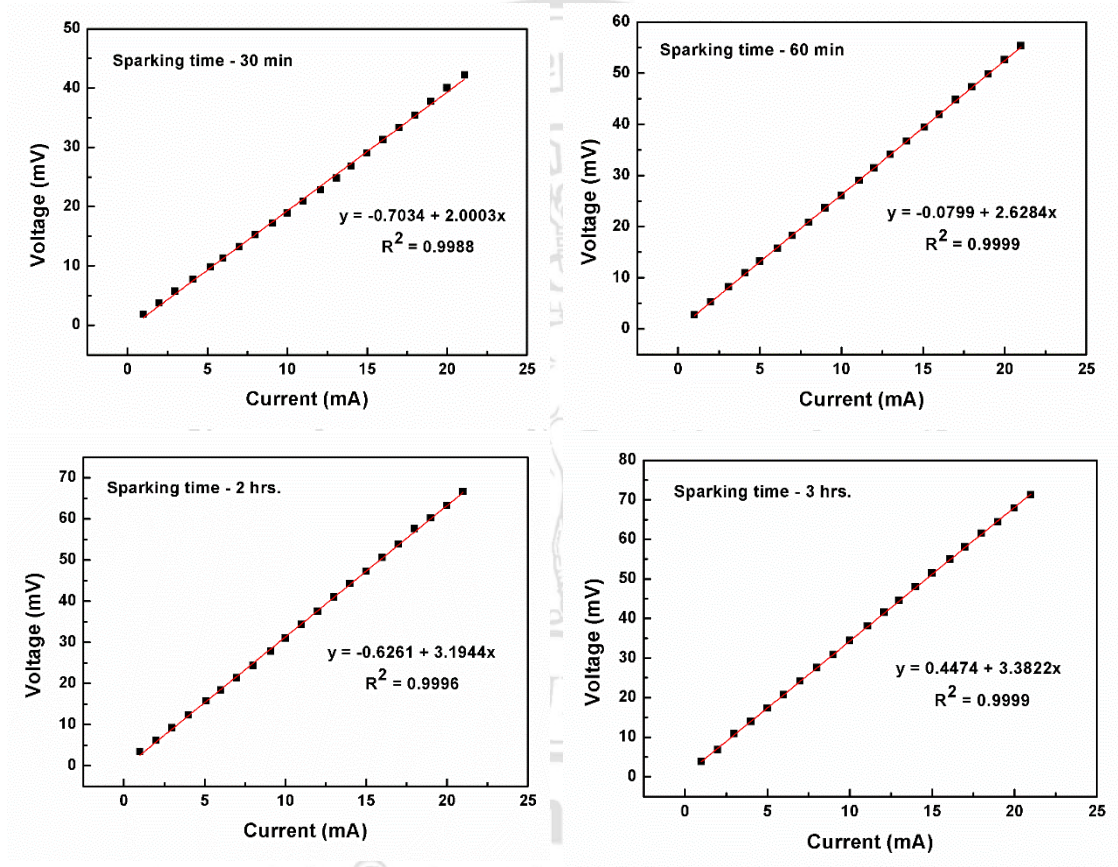 Sparking time - 30 min
50
40
30
20
10
0
Voltage (mV)
y = -0.7034 + 2.0003x
R² = 0.9988
0 5 10 15 20 25
Current (mA)
Sparking time - 60 min
60
50
40
30
20
10
0
Voltage (mV)
y = -0.0799 + 2.6284x
R² = 0.9999
0 5 10 15 20 25
Current (mA)
Sparking time - 2 hrs.
70
60
50
40
30
20
10
0
Voltage (mV)
y = -0.6261 + 3.1944x
R² = 0.9996
0 5 10 15 20 25
Current (mA)
Sparking time - 3 hrs.
80
70
60
50
40
30
20
10
0
Voltage (mV)
y = 0.4474 + 3.3822x
R² = 0.9999
0 5 10 15 20 25
Current (mA)